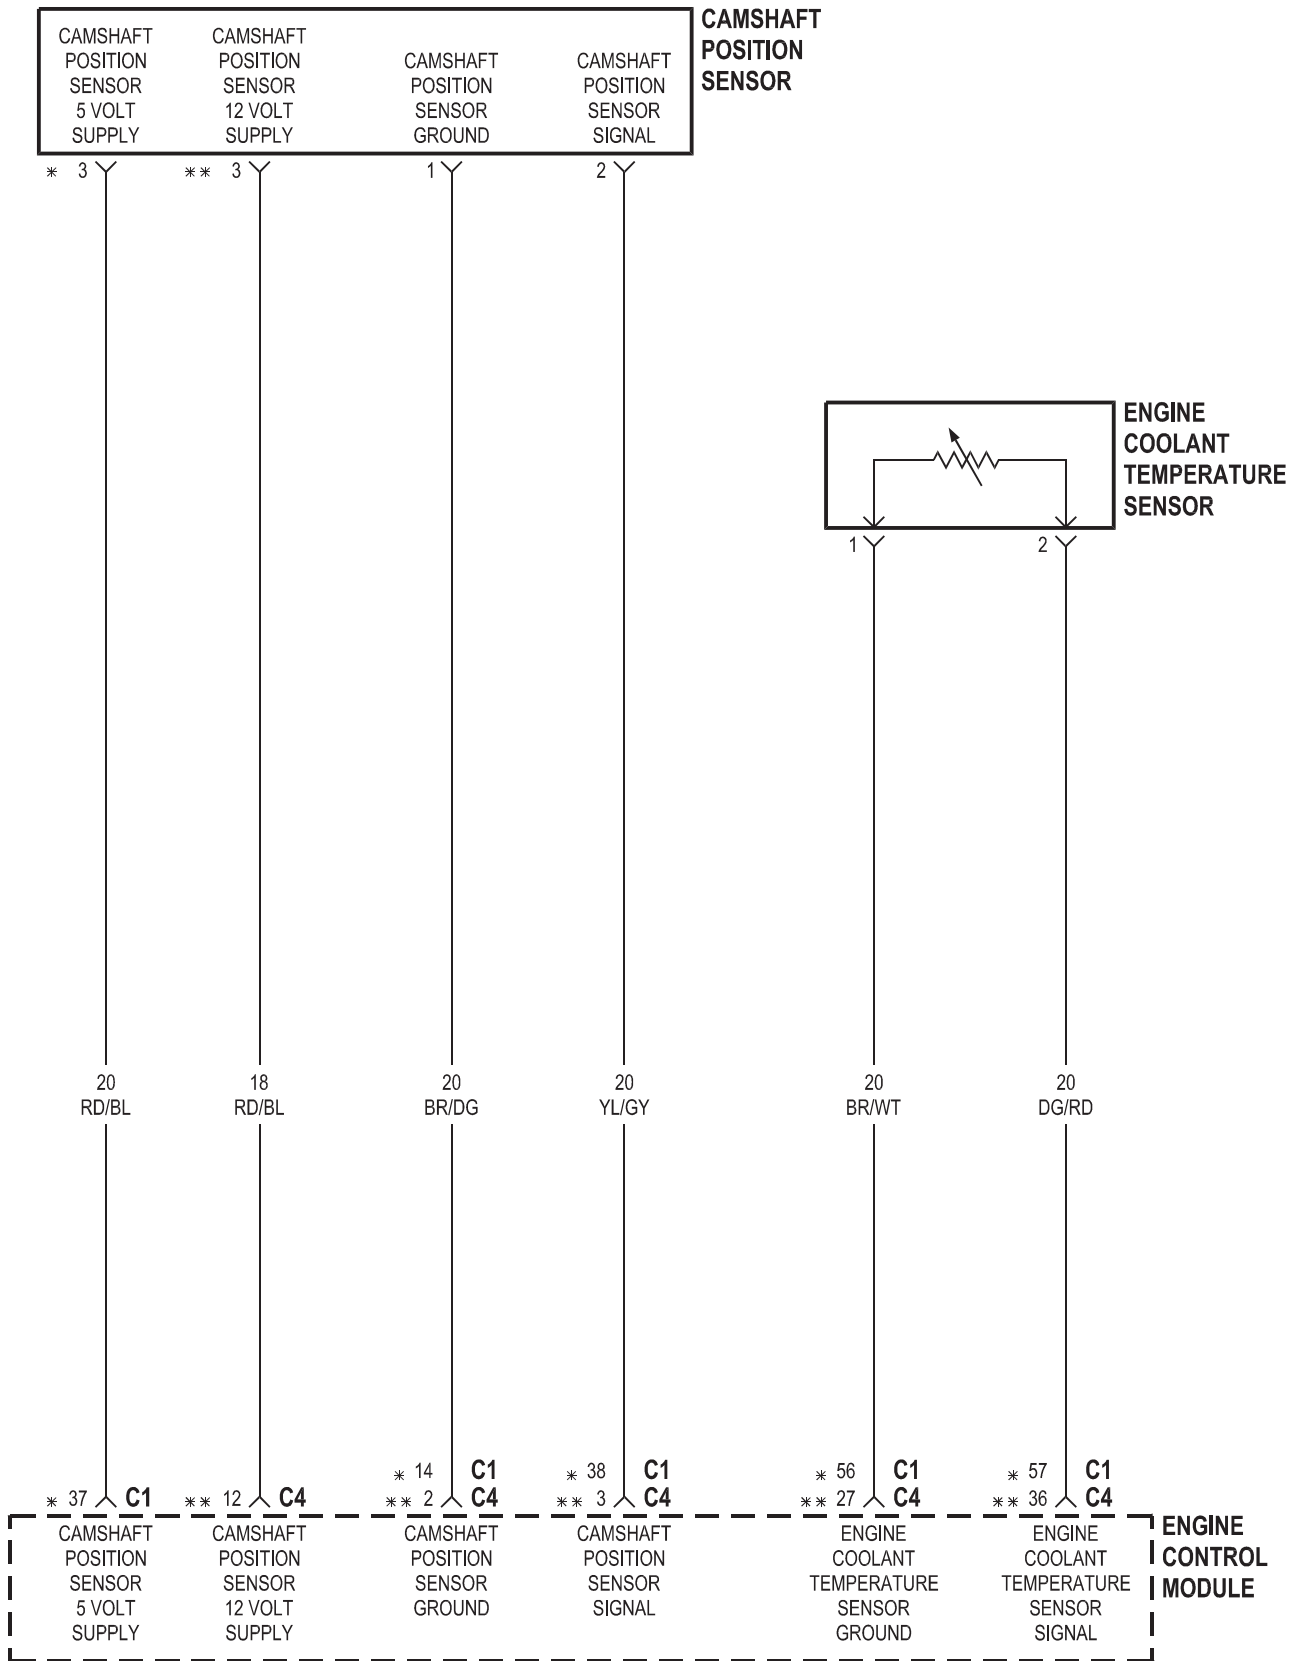 CAMSHAFT
POSITION
SENSOR
CAMSHAFT
POSITION
SENSOR
5 VOLT
SUPPLY
CAMSHAFT
POSITION
SENSOR
12 VOLT
SUPPLY
CAMSHAFT
POSITION
SENSOR
GROUND
CAMSHAFT
POSITION
SENSOR
SIGNAL
* 3
** 3
1
2
ENGINE
COOLANT
TEMPERATURE
SENSOR
1
2
20
RD/BL
18
RD/BL
20
BR/DG
20
YL/GY
20
BR/WT
20
DG/RD
* 37 C1
** 12 C4
* 14 C1
** 2 C4
* 38 C1
** 3 C4
* 56 C1
** 27 C4
* 57 C1
** 36 C4
CAMSHAFT
POSITION
SENSOR
5 VOLT
SUPPLY
CAMSHAFT
POSITION
SENSOR
12 VOLT
SUPPLY
CAMSHAFT
POSITION
SENSOR
GROUND
CAMSHAFT
POSITION
SENSOR
SIGNAL
ENGINE
COOLANT
TEMPERATURE
SENSOR
GROUND
ENGINE
COOLANT
TEMPERATURE
SENSOR
SIGNAL
ENGINE
CONTROL
MODULE